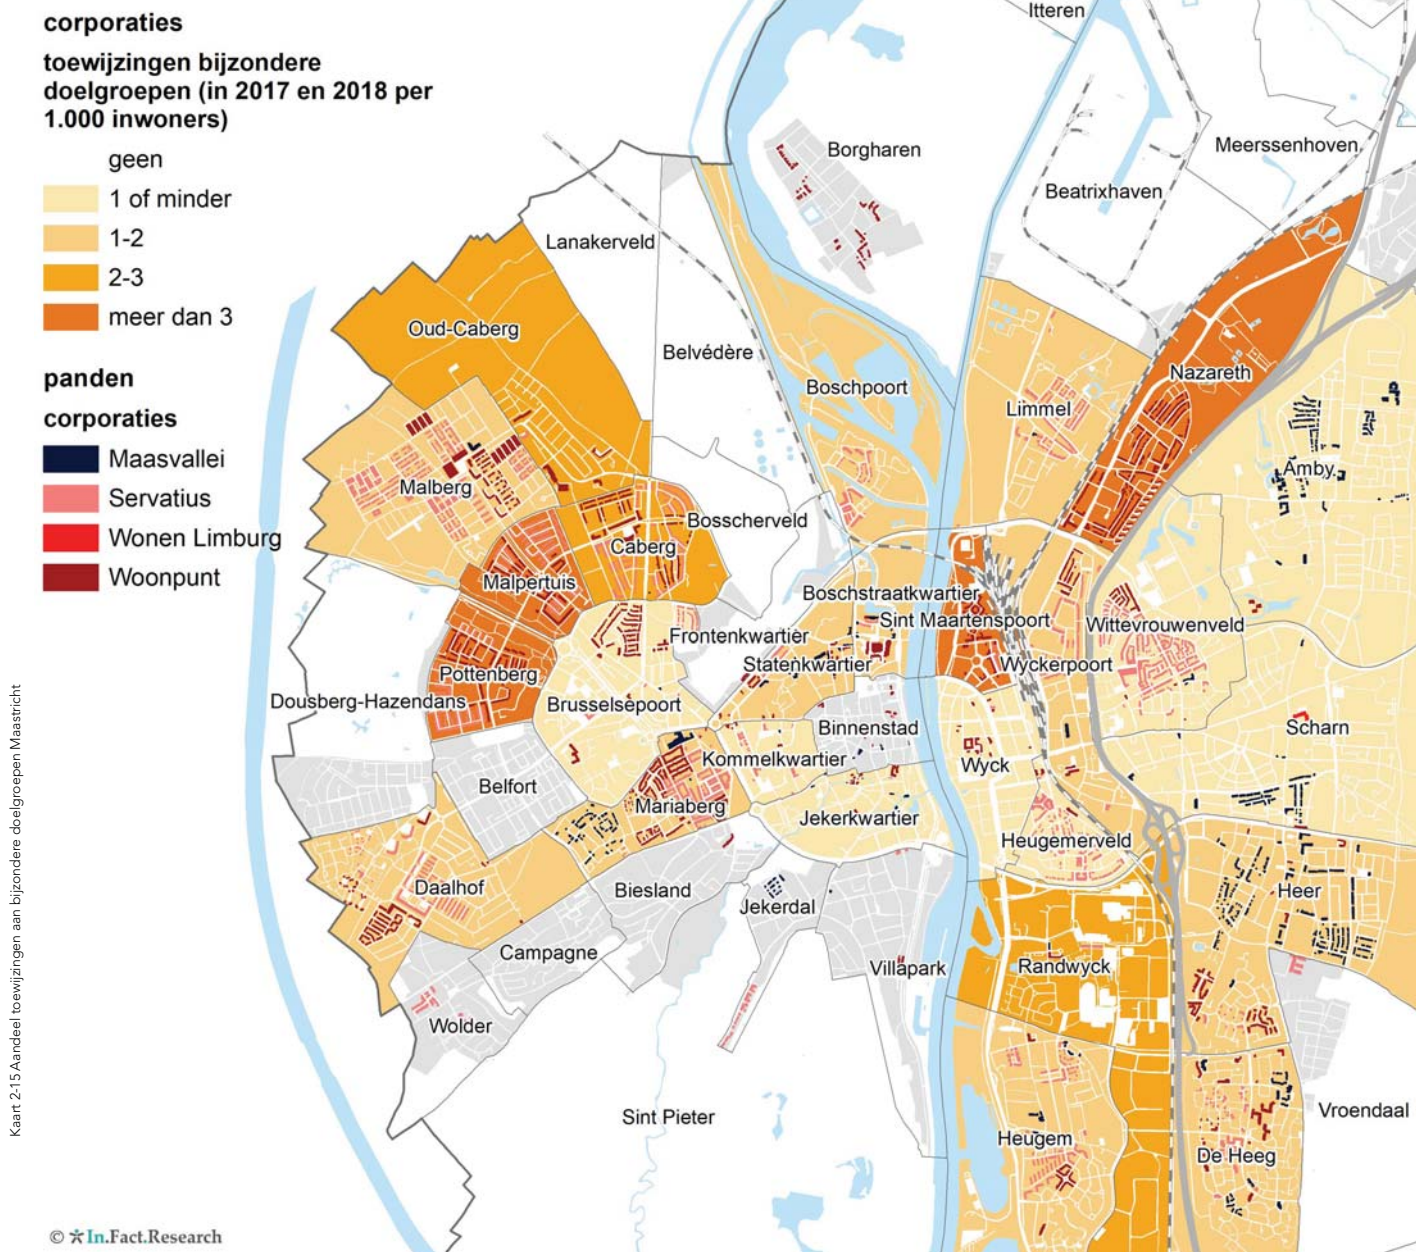 corporaties
toewijzingen bijzondere
doelgroepen (in 2017 en 2018 per
1.000 inwoners)
geen
1 of minder
1-2
2-3
meer dan 3
panden
corporaties
Maasvallei
Servatius
Wonen Limburg
Woonpunt
Itteren
Borgharen
Meerssenhoven
Beatrixhaven
Lanakerveld
Oud-Caberg
Belvédère
Boschpoort
Nazareth
Limmel
Amby
Malberg
Bosscherveld
Caberg
Malpertuis
Boschstraatkwartier
Sint Maartenspoort
Wittevrouwenveld
Frontenkwartier
Statenkwartier
Wyckerpoort
Pottenberg
Dousberg-Hazendans
Brusselsepoort
Binnenstad
Scharn
Kommelkwartier
Wyck
Belfort
Mariaberg
Jekerkwartier
Heugemerveld
Daalhof
Biesland
Jekerdal
Heer
Campagne
Villapark
Randwyck
Wolder
Sint Pieter
Vroendaal
Heugem
De Heeg
Kaart 2-15 Aandeel toewijzingen aan bijzondere doelgroepen Maastricht
© In.Fact.Research